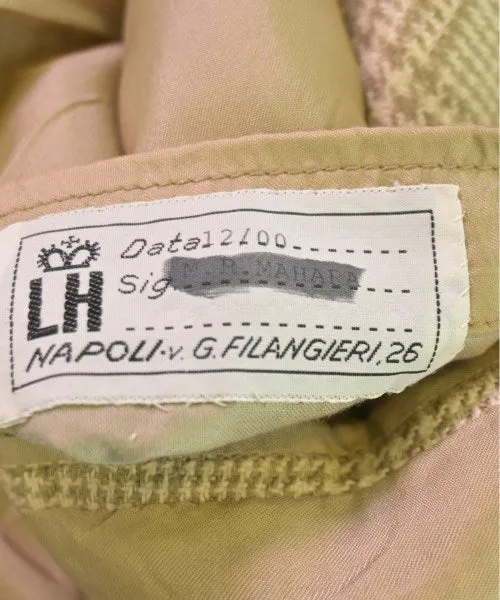 LH
Data 12/00
Sig. M. R.
NAPOLI·v. G. FILANGIERI, 26